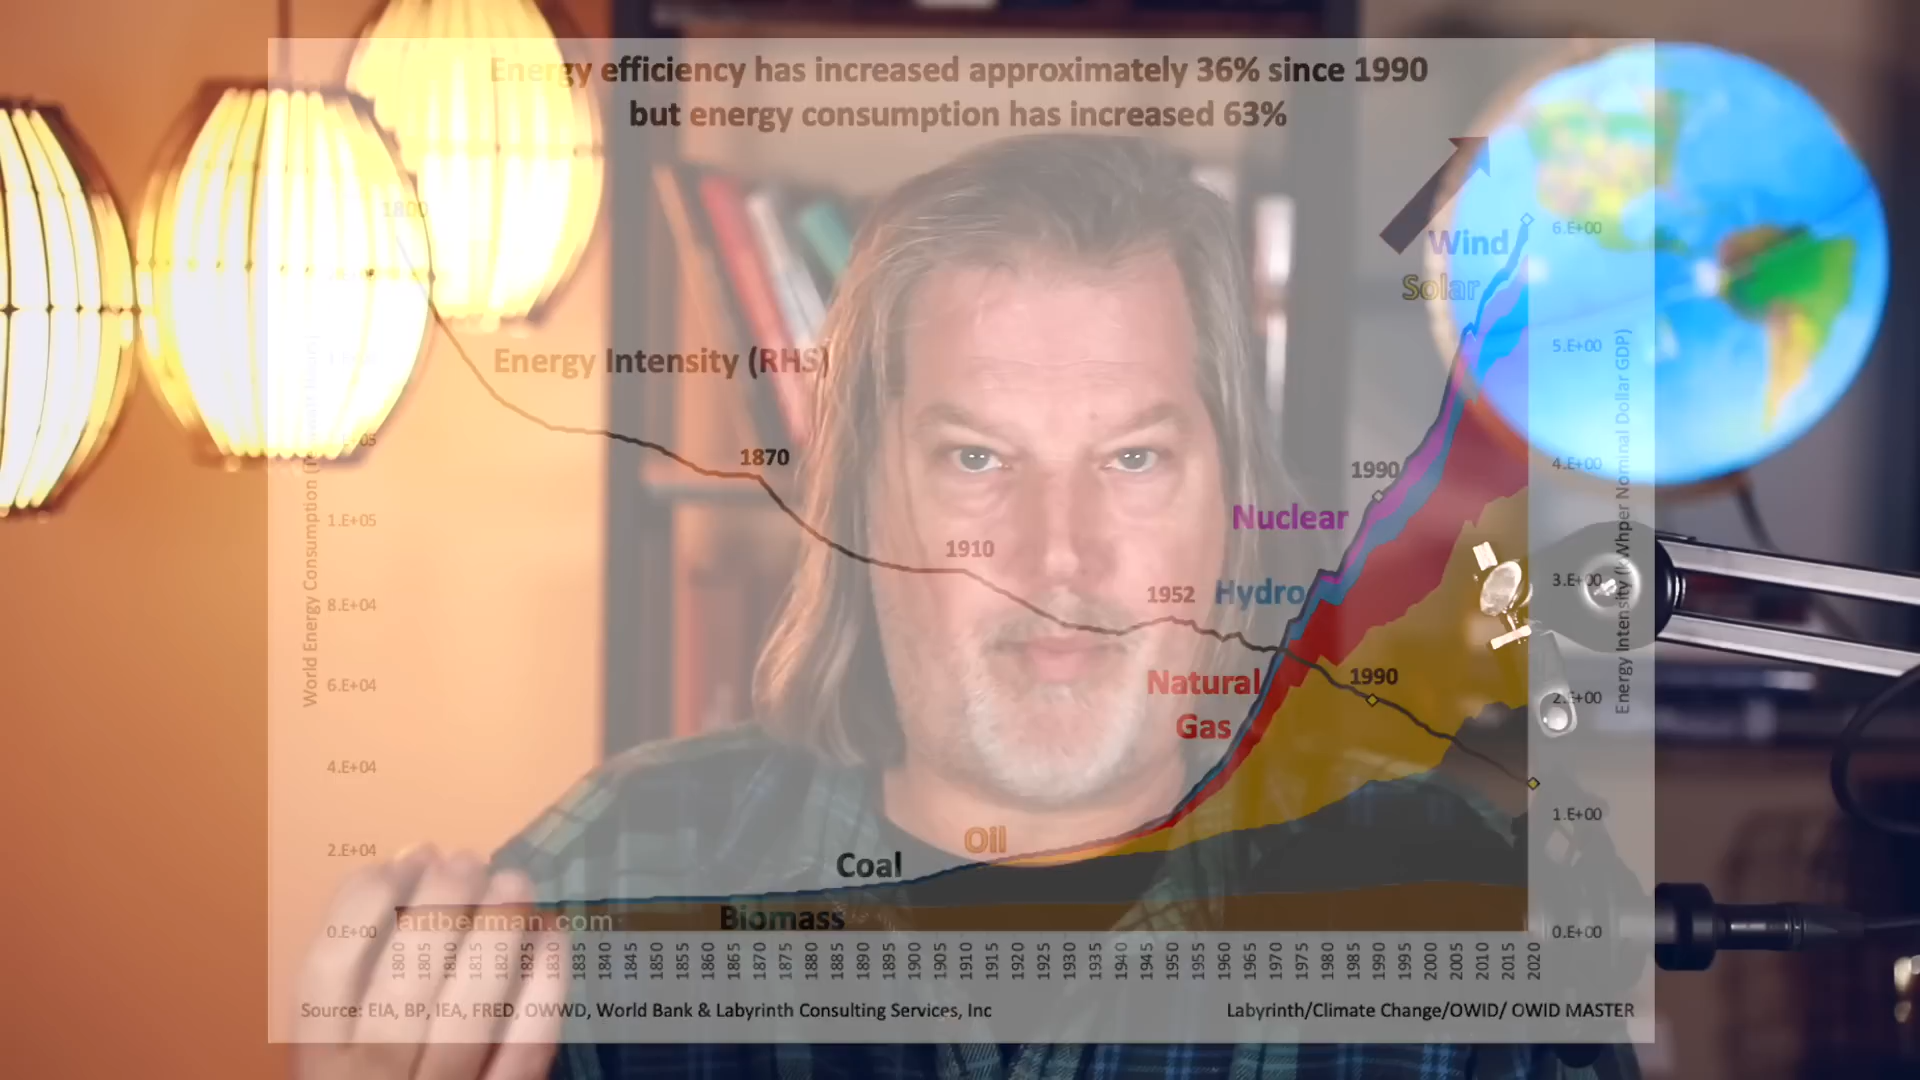 Energy efficiency has increased approximately 36% since 1990
but energy consumption has increased 63%
1800
Wind
6.E+00
Solar
5.E+00
Energy Intensity (RHS)
1870
1990
4.E+00
Nuclear
1.E+05
1910
3.E+00
1952
Hydro
8.E+04
Natural
Gas
1990
6.E+04
2.E+00
World Energy Consumption
Energy Intensity (kWhper Nominal Dollar GDP)
4.E+04
1.E+00
Oil
2.E+04
Coal
Biomass
artberman.com
0.E+00
0.E+00
1800 1805 1810 1815 1820 1825 1830 1835 1840 1845 1850 1855 1860 1865 1870 1875 1880 1885 1890 1895 1900 1905 1910 1915 1920 1925 1930 1935 1940 1945 1950 1955 1960 1965 1970 1975 1980 1985 1990 1995 2000 2005 2010 2015 2020
Source: EIA, BP, IEA, FRED, OWWD, World Bank & Labyrinth Consulting Services, Inc
Labyrinth/Climate Change/OWID/ OWID MASTER